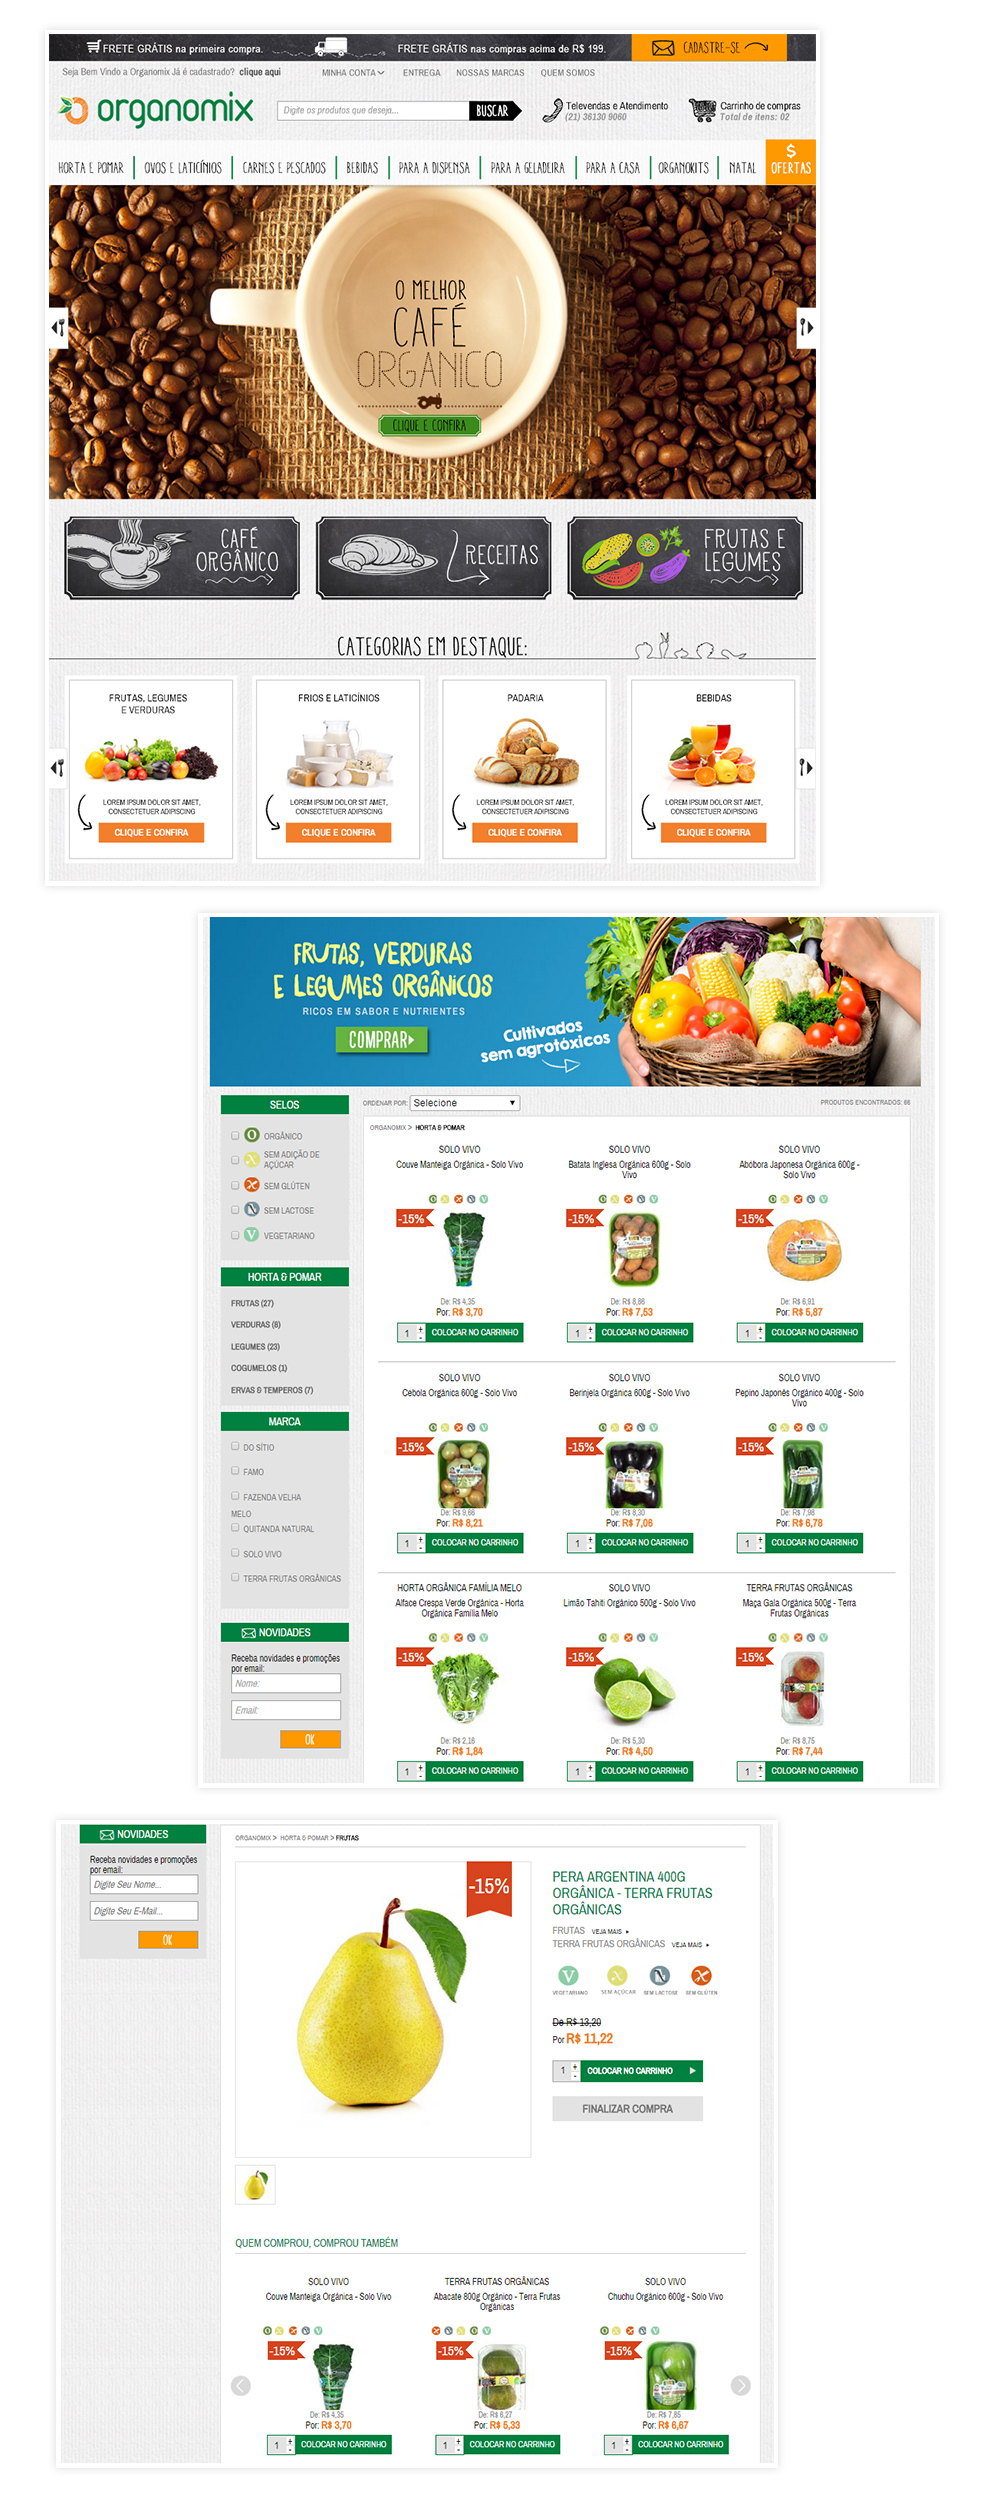 FRETE GRÁTIS na primeira compra.
FRETE GRÁTIS nas compras acima de R$ 199.
CADASTRE-SE
Seja Bem Vindo a Organomix Já é cadastrado? clique aqui
MINHA CONTA
ENTREGA
NOSSAS MARCAS
QUEM SOMOS
organomix
Digite os produtos que deseja...
BUSCAR
Televendas e Atendimento
(21) 36130 9060
Carrinho de compras
Total de itens: 02
HORTA E POMAR
OVOS E LATICÍNIOS
CARNES E PESCADOS
BEBIDAS
PARA A DISPENSA
PARA A GELADEIRA
PARA A CASA
ORGANOKITS
NATAL
$
OFERTAS
O MELHOR
CAFÉ
ORGANICO
CLIQUE E CONFIRA
CAFÉ
ORGÂNICO
RECEITAS
FRUTAS E
LEGUMES
CATEGORIAS EM DESTAQUE:
FRUTAS, LEGUMES
E VERDURAS
LOREM IPSUM DOLOR SIT AMET,
CONSECTETUER ADIPISCING
CLIQUE E CONFIRA
FRIOS E LATICÍNIOS
LOREM IPSUM DOLOR SIT AMET,
CONSECTETUER ADIPISCING
CLIQUE E CONFIRA
PADARIA
LOREM IPSUM DOLOR SIT AMET,
CONSECTETUER ADIPISCING
CLIQUE E CONFIRA
BEBIDAS
LOREM IPSUM DOLOR SIT AMET,
CONSECTETUER ADIPISCING
CLIQUE E CONFIRA
FRUTAS, VERDURAS
E LEGUMES ORGÂNICOS
RICOS EM SABOR E NUTRIENTES
COMPRAR
Cultivados
sem agrotóxicos
SELOS
ORGÂNICO
SEM ADIÇÃO DE
AÇÚCAR
SEM GLÚTEN
SEM LACTOSE
VEGETARIANO
HORTA & POMAR
FRUTAS (27)
VERDURAS (8)
LEGUMES (23)
COGUMELOS (1)
ERVAS & TEMPEROS (7)
MARCA
DO SÍTIO
FAMO
FAZENDA VELHA
MELO
QUITANDA NATURAL
SOLO VIVO
TERRA FRUTAS ORGÂNICAS
NOVIDADES
Receba novidades e promoções
por email:
Nome:
Email:
OK
ORDENAR POR: Selecione
PRODUTOS ENCONTRADOS: 66
ORGANOMIX > HORTA & POMAR
SOLO VIVO
Couve Manteiga Orgânica - Solo Vivo
-15%
De: R$ 4,35
Por: R$ 3,70
1 + - COLOCAR NO CARRINHO
SOLO VIVO
Batata Inglesa Orgânica 600g - Solo
Vivo
-15%
De: R$ 8,86
Por: R$ 7,53
1 + - COLOCAR NO CARRINHO
SOLO VIVO
Abóbora Japonesa Orgânica 600g -
Solo Vivo
-15%
De: R$ 6,91
Por: R$ 5,87
1 + - COLOCAR NO CARRINHO
SOLO VIVO
Cebola Orgânica 600g - Solo Vivo
-15%
De: R$ 9,66
Por: R$ 8,21
1 + - COLOCAR NO CARRINHO
SOLO VIVO
Berinjela Orgânica 600g - Solo Vivo
-15%
De: R$ 8,30
Por: R$ 7,06
1 + - COLOCAR NO CARRINHO
SOLO VIVO
Pepino Japonês Orgânico 400g - Solo
Vivo
-15%
De: R$ 7,98
Por: R$ 6,78
1 + - COLOCAR NO CARRINHO
HORTA ORGÂNICA FAMÍLIA MELO
Alface Crespa Verde Orgânica - Horta
Orgânica Família Melo
-15%
De: R$ 2,16
Por: R$ 1,84
1 + - COLOCAR NO CARRINHO
SOLO VIVO
Limão Tahiti Orgânico 500g - Solo Vivo
-15%
De: R$ 5,30
Por: R$ 4,50
1 + - COLOCAR NO CARRINHO
TERRA FRUTAS ORGÂNICAS
Maça Gala Orgânica 500g - Terra
Frutas Orgânicas
-15%
De: R$ 8,75
Por: R$ 7,44
1 + - COLOCAR NO CARRINHO
NOVIDADES
Receba novidades e promoções
por email:
Digite Seu Nome...
Digite Seu E-Mail...
OK
ORGANOMIX > HORTA & POMAR > FRUTAS
-15%
PERA ARGENTINA 400G
ORGÂNICA - TERRA FRUTAS
ORGÂNICAS
FRUTAS VEJA MAIS
TERRA FRUTAS ORGÂNICAS VEJA MAIS
VEGETARIANO
SEM AÇÚCAR
SEM LACTOSE
SEM GLÚTEN
De R$ 13,20
Por R$ 11,22
1 + - COLOCAR NO CARRINHO
FINALIZAR COMPRA
QUEM COMPROU, COMPROU TAMBÉM
SOLO VIVO
Couve Manteiga Orgânica - Solo Vivo
-15%
De: R$ 4,35
Por: R$ 3,70
1 + - COLOCAR NO CARRINHO
TERRA FRUTAS ORGÂNICAS
Abacate 800g Orgânico - Terra Frutas
Orgânicas
-15%
De: R$ 6,27
Por: R$ 5,33
1 + - COLOCAR NO CARRINHO
SOLO VIVO
Chuchu Orgânico 600g - Solo Vivo
-15%
De: R$ 7,85
Por: R$ 6,67
1 + - COLOCAR NO CARRINHO